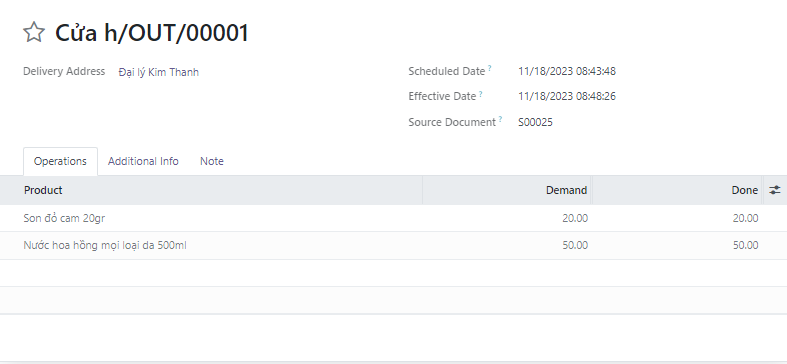 Cửa h/OUT/00001
Delivery Address Đại lý Kim Thanh
Scheduled Date ? 11/18/2023 08:43:48
Effective Date ? 11/18/2023 08:48:26
Source Document ? S00025
Operations Additional Info Note
Product Demand Done
Son đỏ cam 20gr 20.00 20.00
Nước hoa hồng mọi loại da 500ml 50.00 50.00